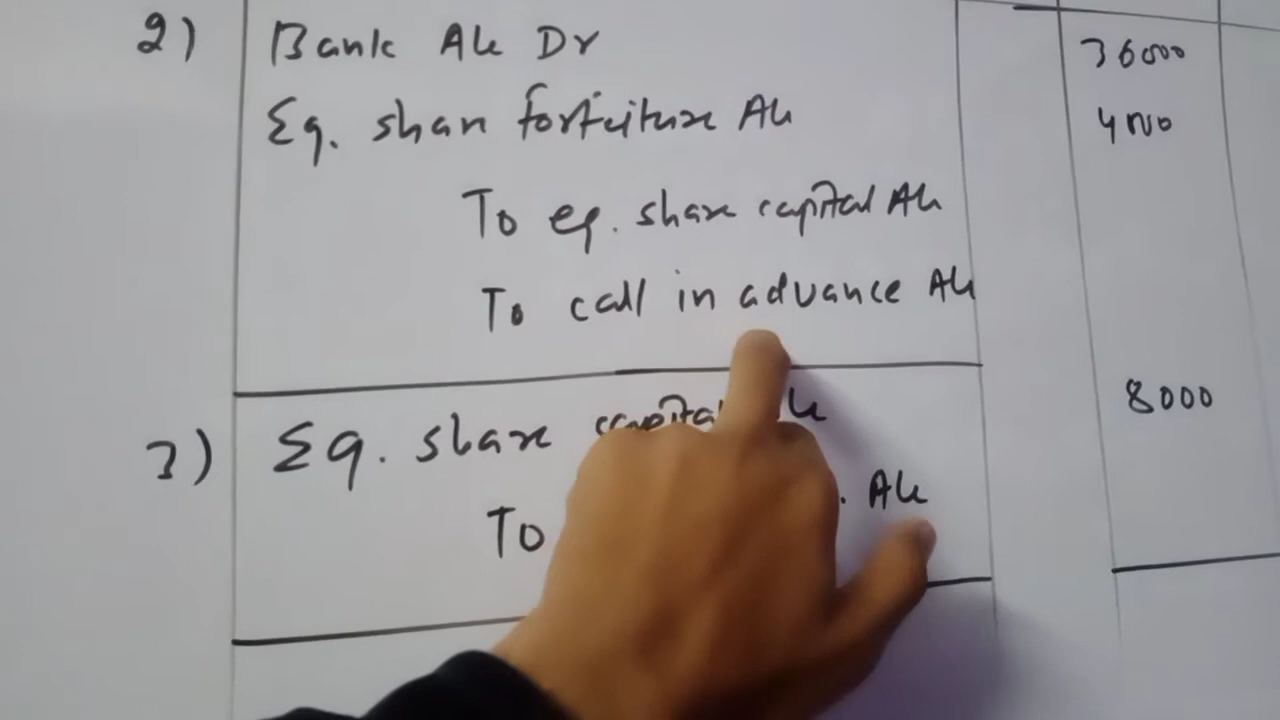 2) Bank A/c Dr 36000
Eq. share forfeiture A/c 4000
To eq. share capital A/c
To call in advance A/c
3) Eq. share capital A/c 8000
To . A/c